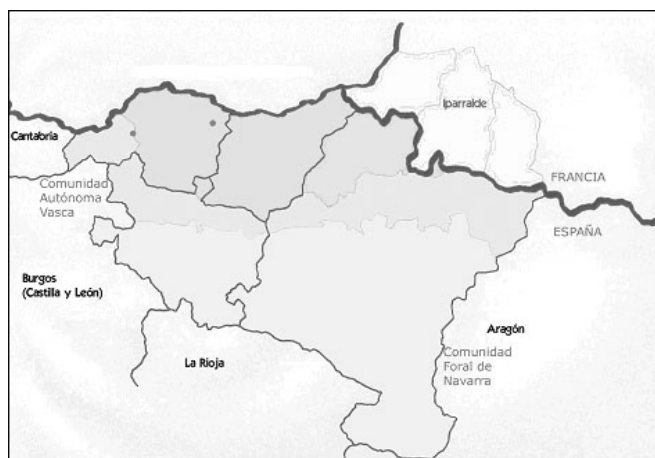 Iparralde
Cantabria
FRANCIA
Comunidad
Autónoma
Vasca
ESPAÑA
Burgos
(Castilla y León)
Aragón
Comunidad
Foral de
Navarra
La Rioja